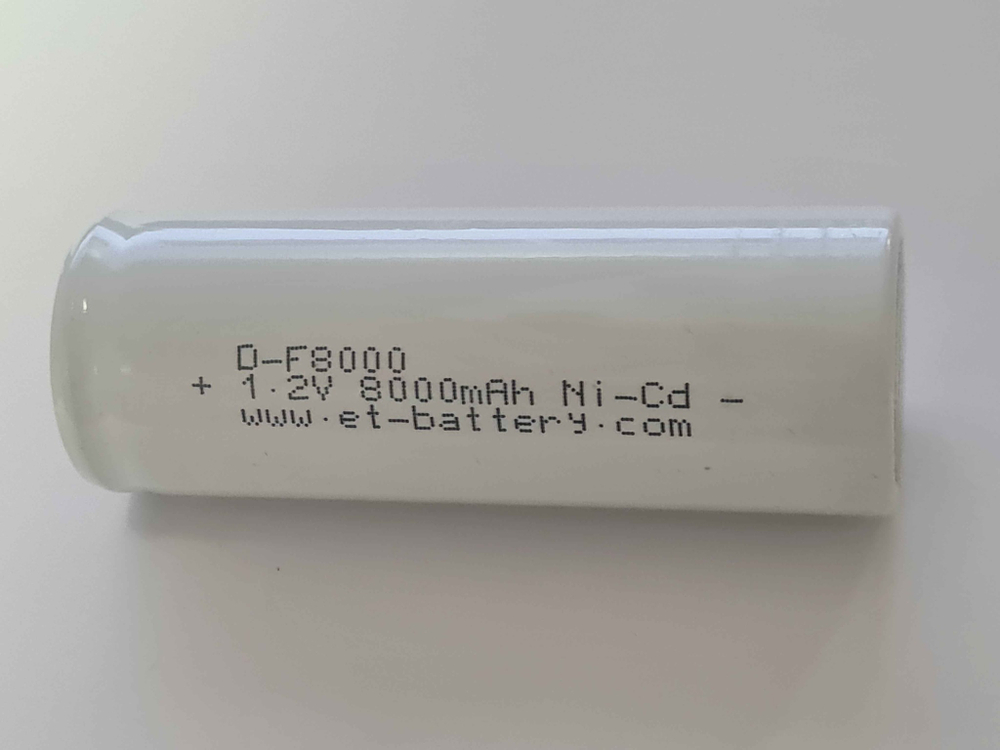 D-F8000
+ 1.2V 8000mAh Ni-Cd -
www.et-battery.com